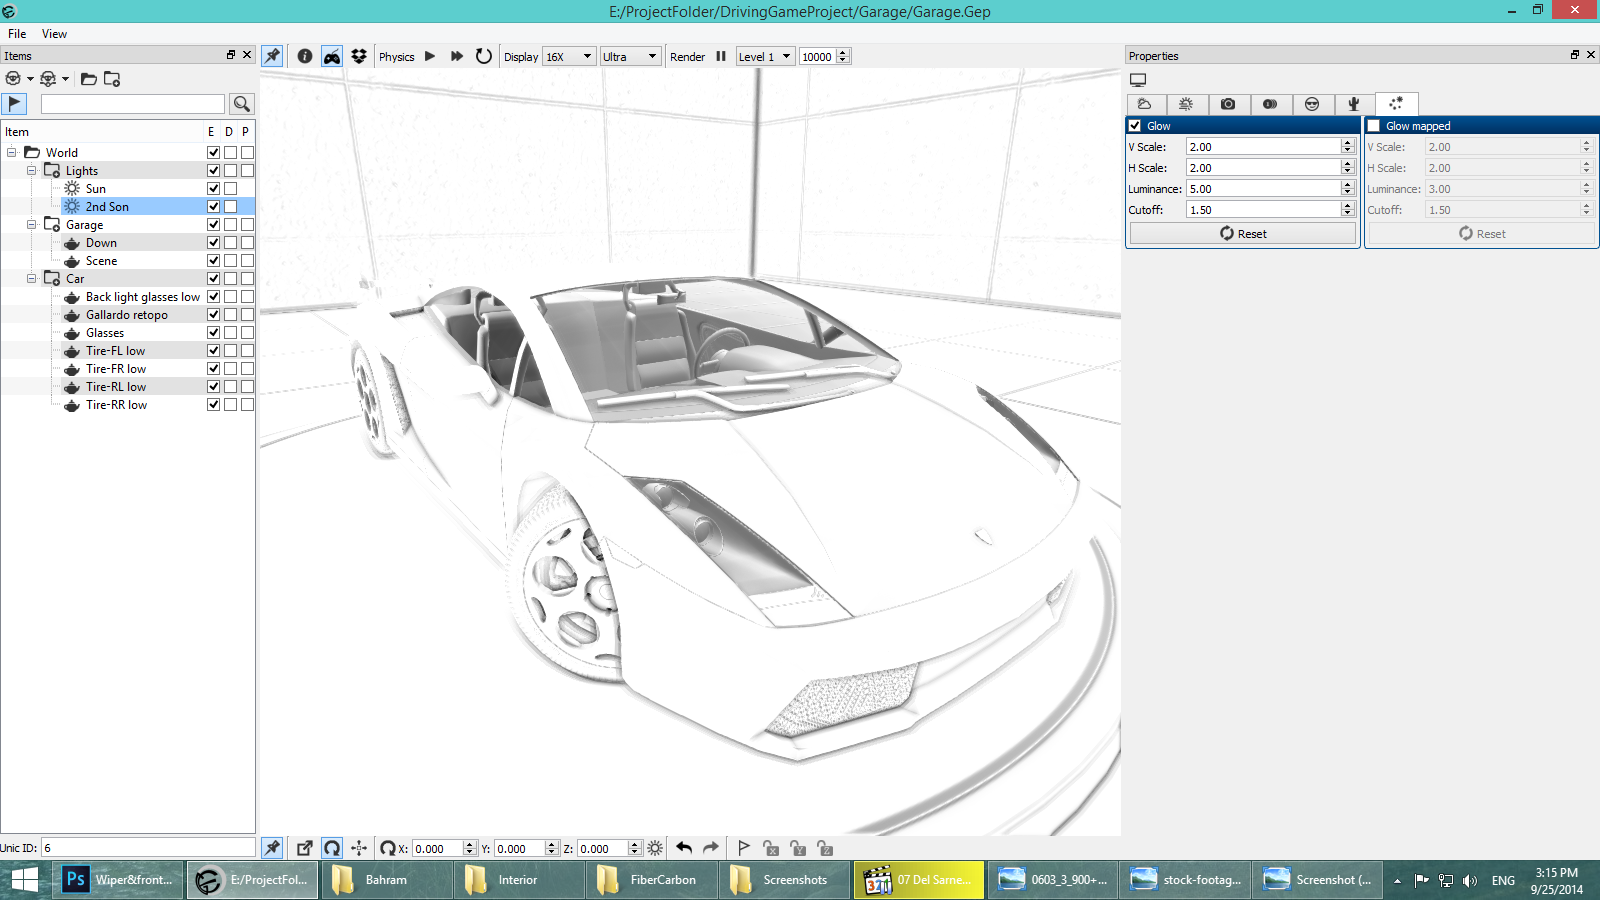 E:/ProjectFolder/DrivingGameProject/Garage/Garage.Gep
File View
Items
Physics Display 16X Ultra Render Level 1 10000
Properties
Item E D P
World
Lights
Sun
2nd Son
Garage
Down
Scene
Car
Back light glasses low
Gallardo retopo
Glasses
Tire-FL low
Tire-FR low
Tire-RL low
Tire-RR low
Glow
V Scale: 2.00
H Scale: 2.00
Luminance: 5.00
Cutoff: 1.50
Reset
Glow mapped
V Scale: 2.00
H Scale: 2.00
Luminance: 3.00
Cutoff: 1.50
Reset
Unic ID: 6
X: 0.000 Y: 0.000 Z: 0.000
Ps Wiper&front... E:/ProjectFol... Bahram Interior FiberCarbon Screenshots 321 07 Del Sarne... 0603_3_900+... stock-footag... Screenshot (... ENG 3:15 PM
9/25/2014